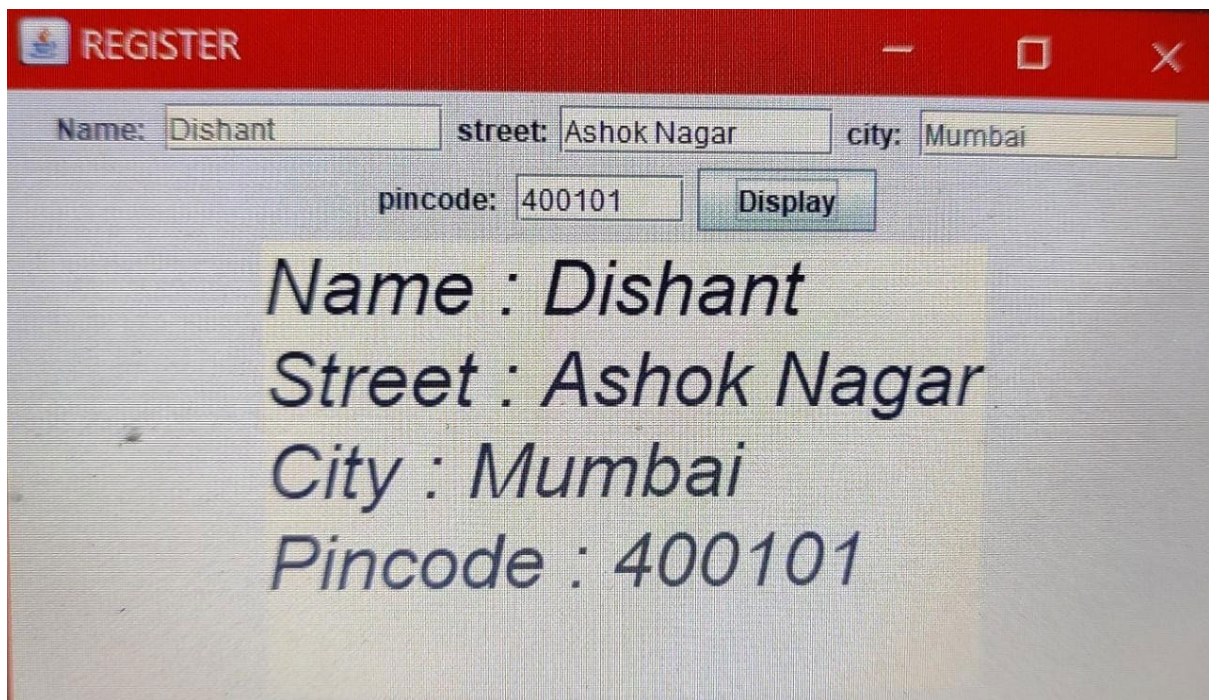 REGISTER
Name: Dishant street: Ashok Nagar city: Mumbai
pincode: 400101 Display
Name : Dishant
Street : Ashok Nagar
City : Mumbai
Pincode : 400101